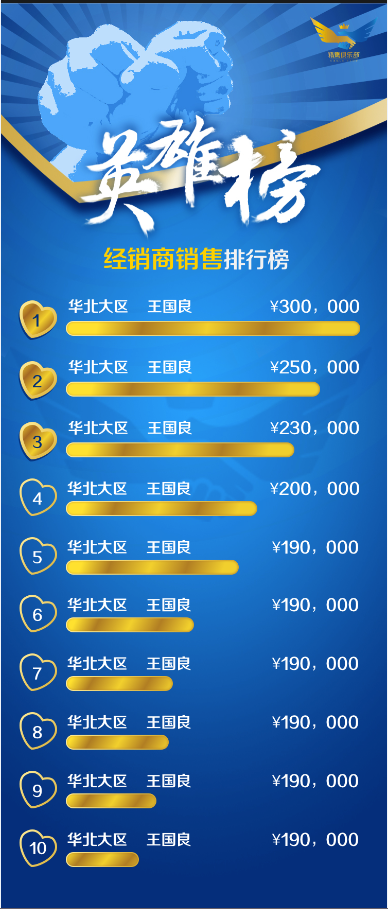 销售俱乐部
英雄榜
经销商销售排行榜
1 华北大区 王国良 ¥300，000
2 华北大区 王国良 ¥250，000
3 华北大区 王国良 ¥230，000
4 华北大区 王国良 ¥200，000
5 华北大区 王国良 ¥190，000
6 华北大区 王国良 ¥190，000
7 华北大区 王国良 ¥190，000
8 华北大区 王国良 ¥190，000
9 华北大区 王国良 ¥190，000
10 华北大区 王国良 ¥190，000